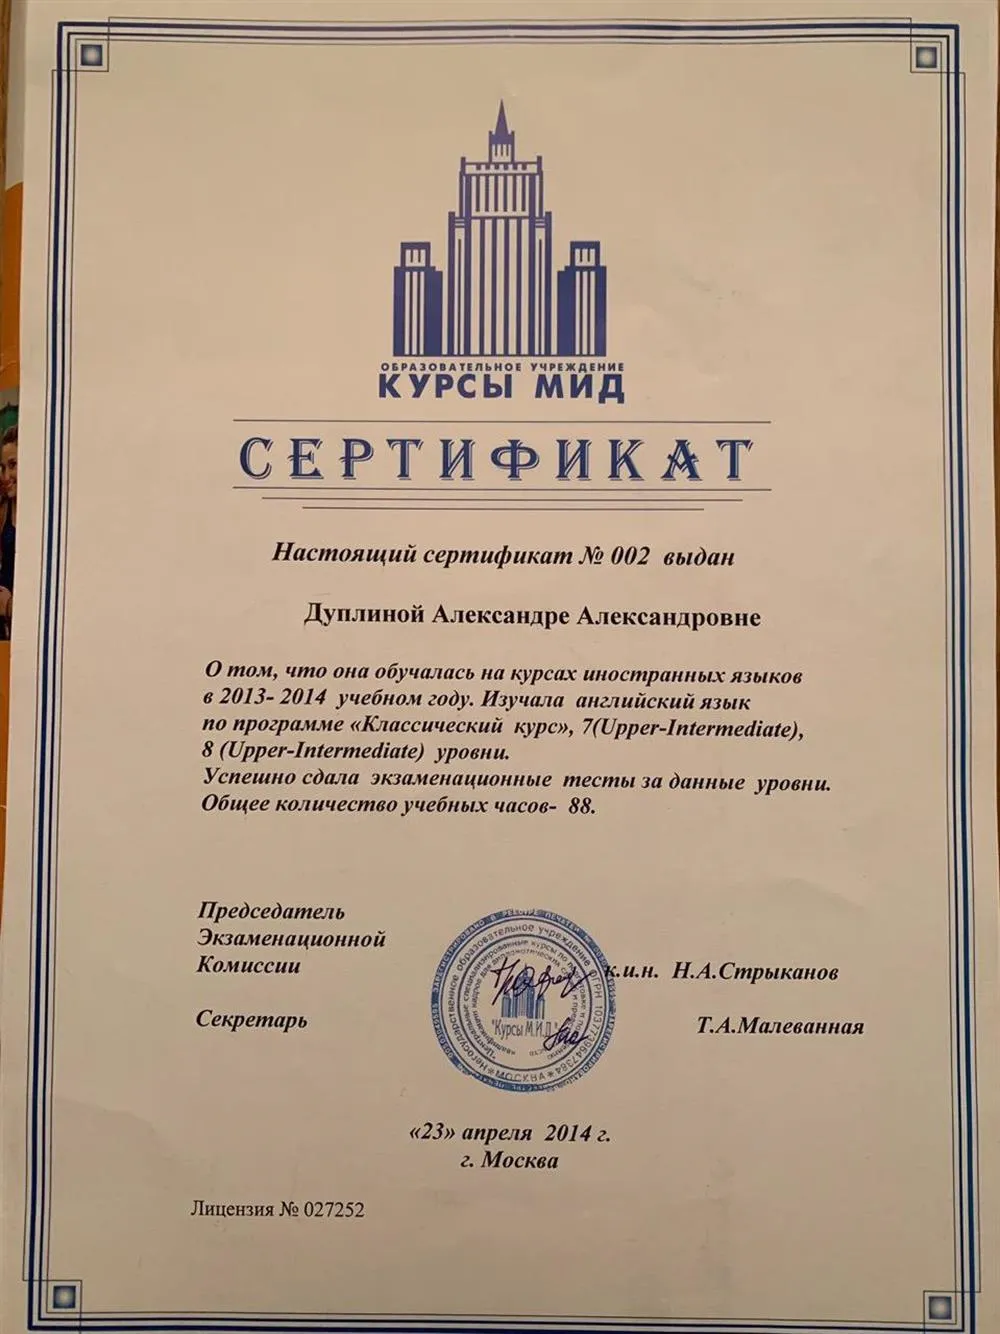 ОБРАЗОВАТЕЛЬНОЕ УЧРЕЖДЕНИЕ
КУРСЫ МИД
СЕРТИФИКАТ
Настоящий сертификат № 002 выдан
Дуплиной Александре Александровне
О том, что она обучалась на курсах иностранных языков
в 2013- 2014 учебном году. Изучала английский язык
по программе «Классический курс», 7(Upper-Intermediate),
8 (Upper-Intermediate) уровни.
Успешно сдала экзаменационные тесты за данные уровни.
Общее количество учебных часов- 88.
Председатель
Экзаменационной
Комиссии
к.и.н. Н.А.Стрыканов
Секретарь
Т.А.Малеванная
Негосударственное образовательное учреждение
"Курсы М.И.Д."
*МОСКВА*
«23» апреля 2014 г.
г. Москва
Лицензия № 027252